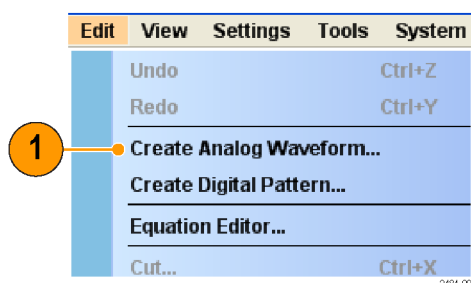 Edit View Settings Tools System
Undo Ctrl+Z
Redo Ctrl+Y
1
Create Analog Waveform...
Create Digital Pattern...
Equation Editor...
Cut... Ctrl+X